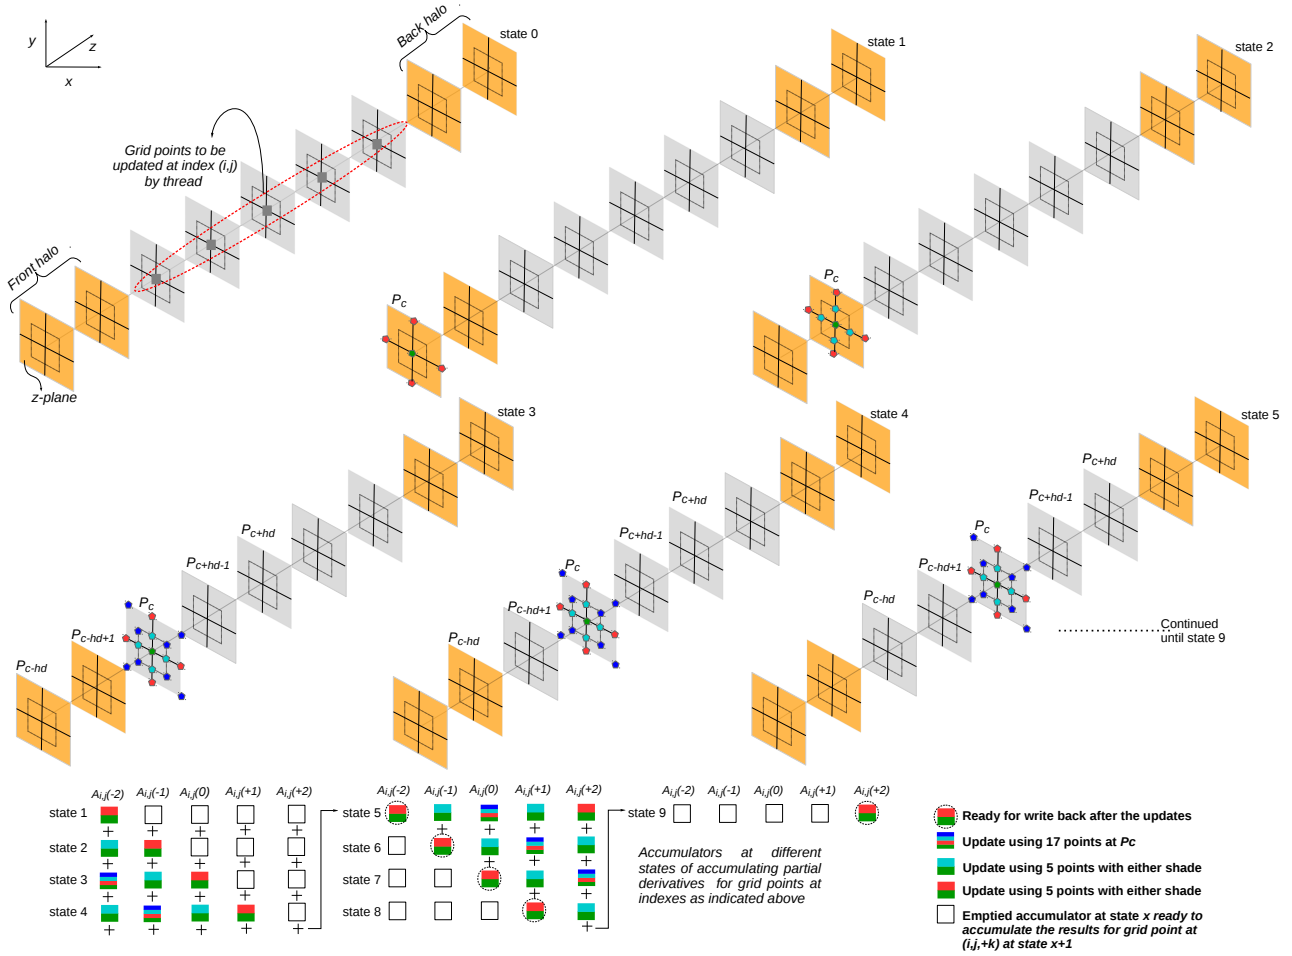 y
z
x
Back halo
state 0
state 1
state 2
Grid points to be
updated at index (i,j)
by thread
Front halo
z-plane
Pc
Pc
state 3
state 4
state 5
Pc+hd
Pc+hd-1
Pc
Pc-hd+1
Pc-hd
Pc+hd
Pc+hd-1
Pc
Pc-hd+1
Pc-hd
Pc+hd
Pc+hd-1
Pc
Pc-hd+1
Pc-hd
Continued
until state 9
Ai,j(-2) Ai,j(-1) Ai,j(0) Ai,j(+1) Ai,j(+2)
state 1
+ + + + +
state 2
+ + + + +
state 3
+ + + + +
state 4
+ + + + +
Ai,j(-2) Ai,j(-1) Ai,j(0) Ai,j(+1) Ai,j(+2)
state 5
+ + + +
state 6
+ + +
state 7
+ +
state 8
+
Ai,j(-2) Ai,j(-1) Ai,j(0) Ai,j(+1) Ai,j(+2)
state 9
Accumulators at different
states of accumulating partial
derivatives for grid points at
indexes as indicated above
Ready for write back after the updates
Update using 17 points at Pc
Update using 5 points with either shade
Update using 5 points with either shade
Emptied accumulator at state x ready to
accumulate the results for grid point at
(i,j,+k) at state x+1